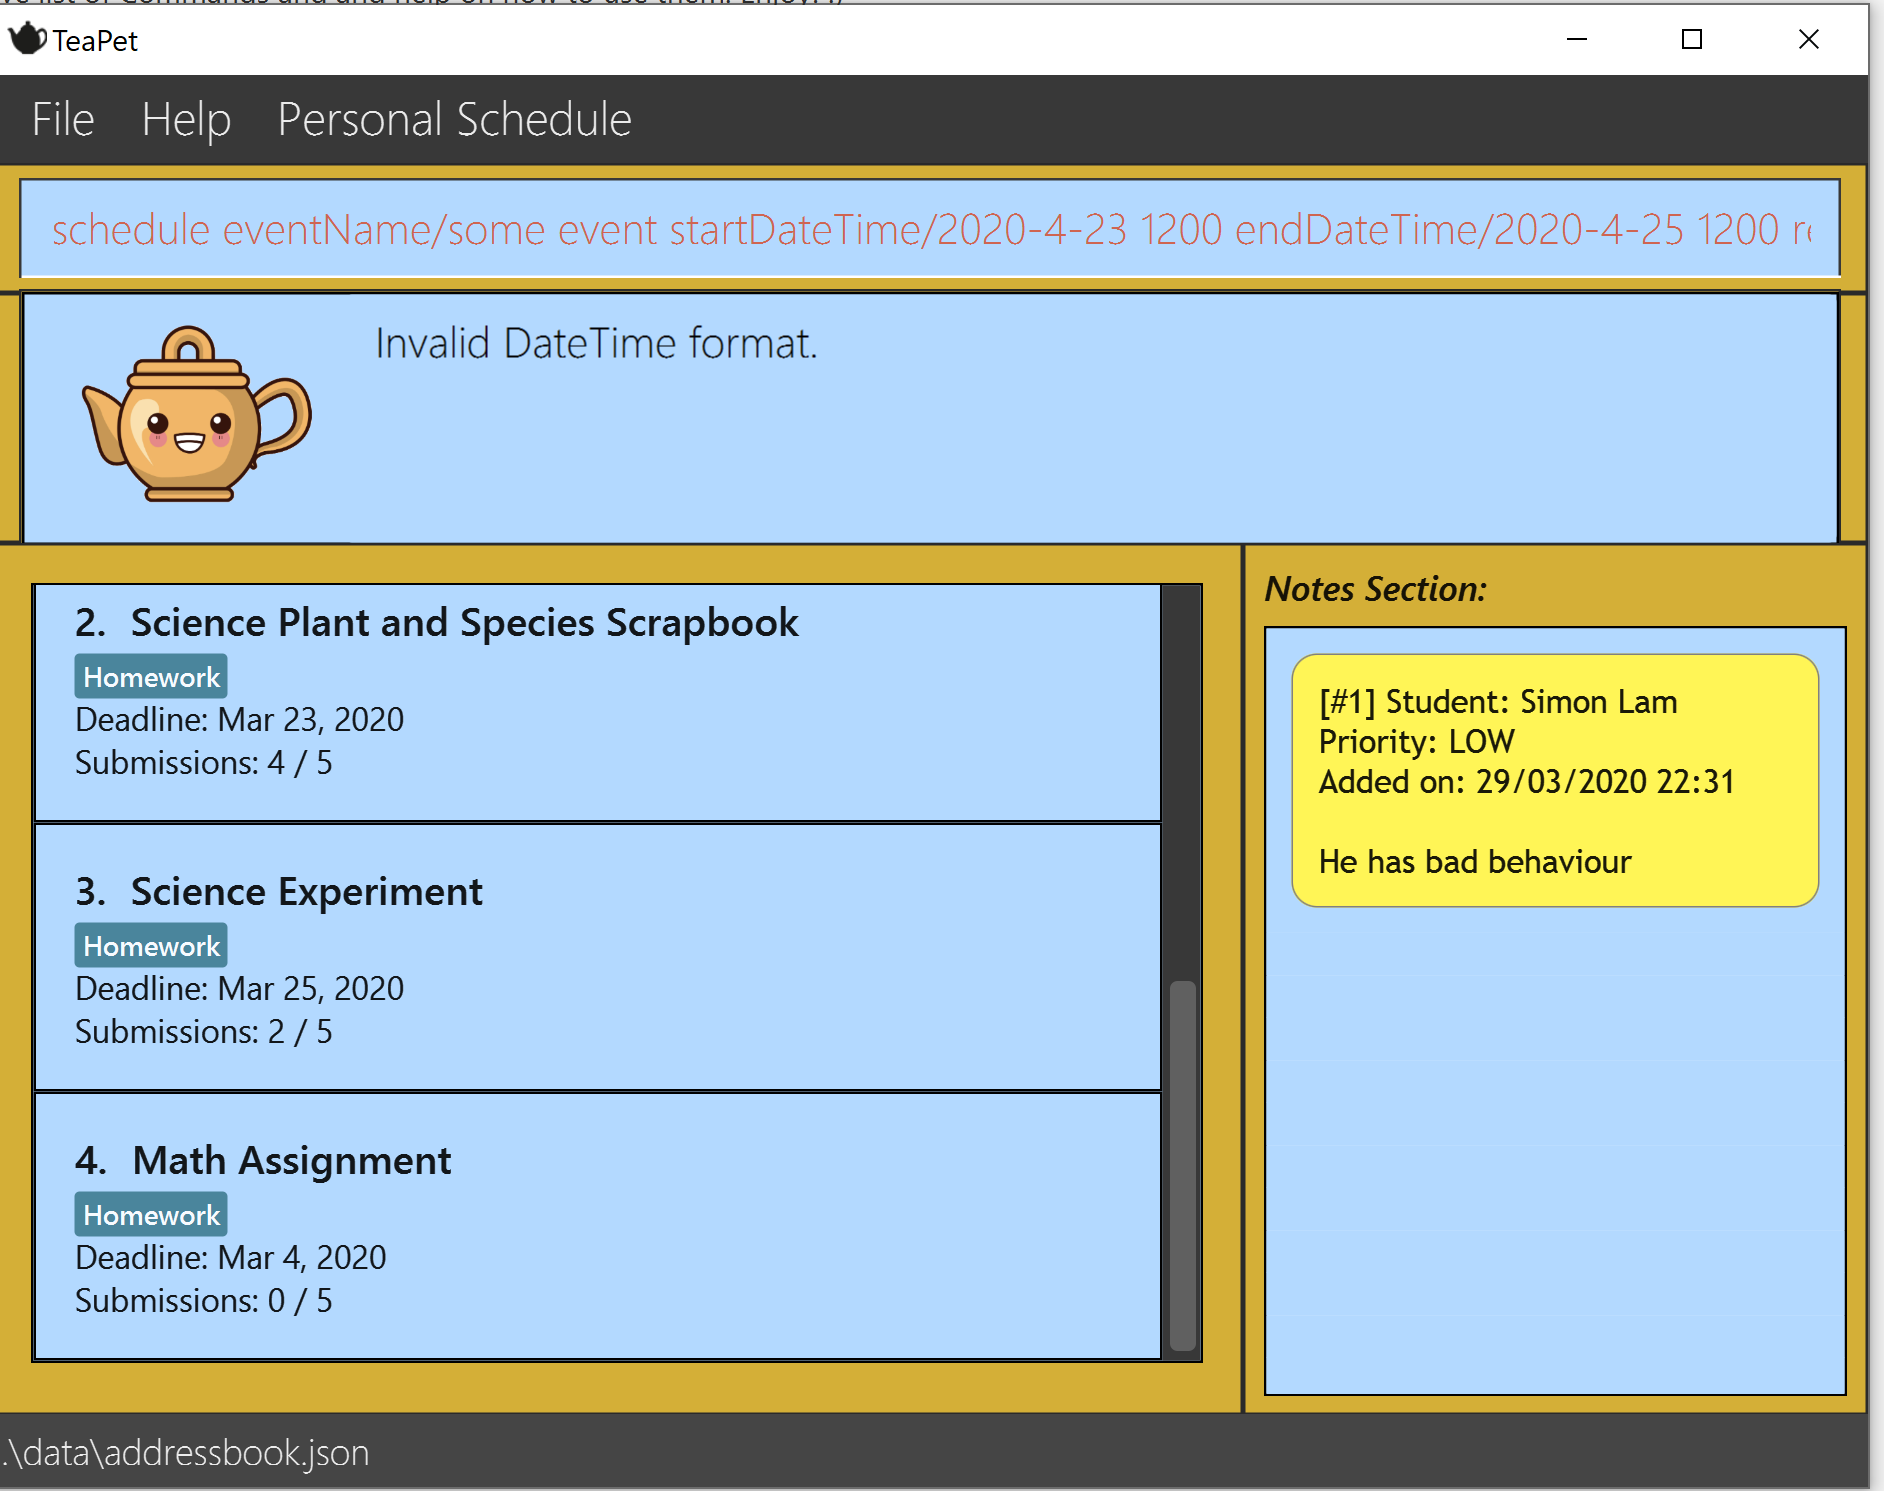 TeaPet
File Help Personal Schedule
schedule eventName/some event startDateTime/2020-4-23 1200 endDateTime/2020-4-25 1200
Invalid DateTime format.
2. Science Plant and Species Scrapbook
Homework
Deadline: Mar 23, 2020
Submissions: 4 / 5
3. Science Experiment
Homework
Deadline: Mar 25, 2020
Submissions: 2 / 5
4. Math Assignment
Homework
Deadline: Mar 4, 2020
Submissions: 0 / 5
Notes Section:
[#1] Student: Simon Lam
Priority: LOW
Added on: 29/03/2020 22:31
He has bad behaviour
.\data\addressbook.json